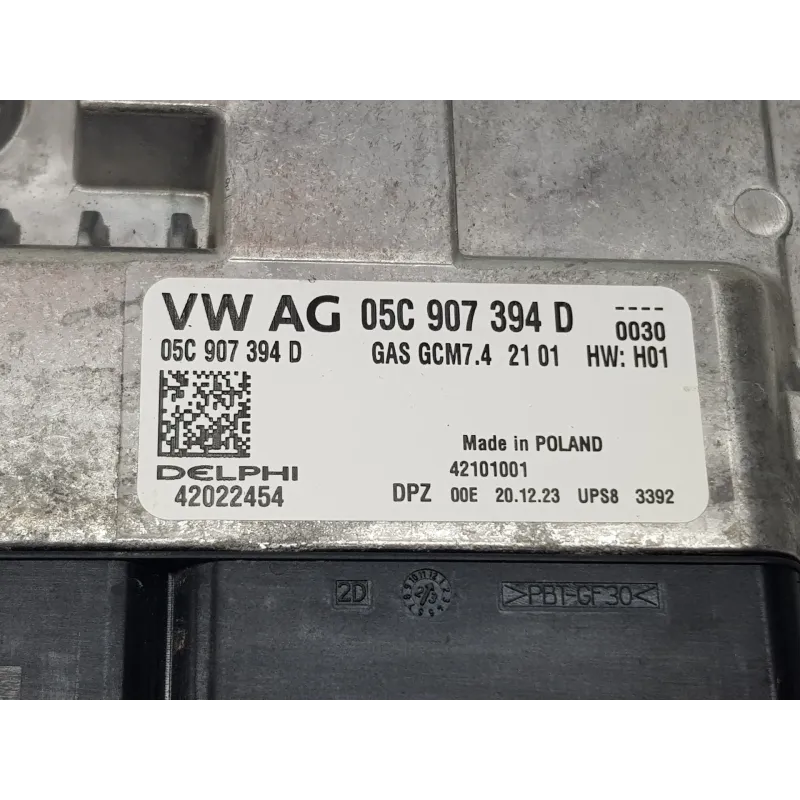 VW AG 05C 907 394 D ----
0030
05C 907 394 D GAS GCM7.4 21 01 HW: H01
Made in POLAND
DELPHI 42101001
42022454 DPZ 00E 20.12.23 UPS8 3392
2D >PBT-GF30<